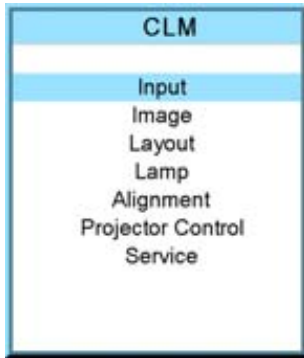 CLM
Input
Image
Layout
Lamp
Alignment
Projector Control
Service